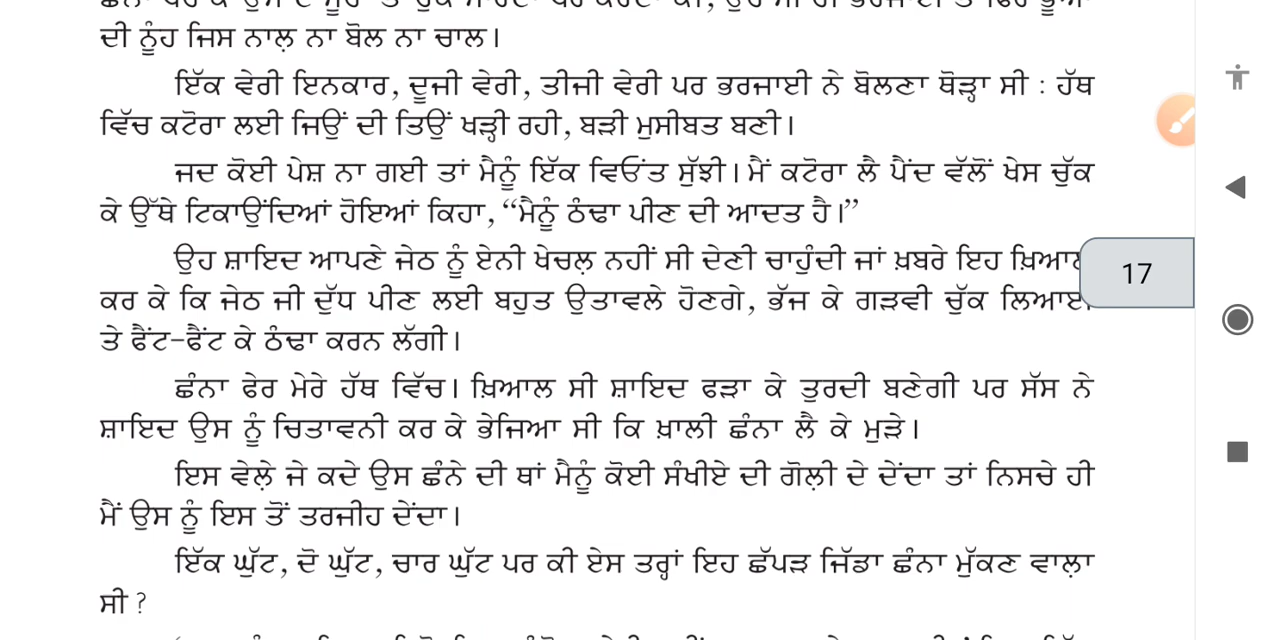 ਦੀ ਨੂੰਹ ਜਿਸ ਨਾਲ਼ ਨਾ ਬੋਲ ਨਾ ਚਾਲ।
ਇੱਕ ਵੇਰੀ ਇਨਕਾਰ, ਦੂਜੀ ਵੇਰੀ, ਤੀਜੀ ਵੇਰੀ ਪਰ ਭਰਜਾਈ ਨੇ ਬੋਲਣਾ ਥੋੜ੍ਹਾ ਸੀ : ਹੱਥ
ਵਿੱਚ ਕਟੋਰਾ ਲਈ ਜਿਉਂ ਦੀ ਤਿਉਂ ਖੜ੍ਹੀ ਰਹੀ, ਬੜੀ ਮੁਸੀਬਤ ਬਣੀ।
ਜਦ ਕੋਈ ਪੇਸ਼ ਨਾ ਗਈ ਤਾਂ ਮੈਨੂੰ ਇੱਕ ਵਿਓਂਤ ਸੁੱਝੀ। ਮੈਂ ਕਟੋਰਾ ਲੈ ਪੈਂਦ ਵੱਲੋਂ ਖੇਸ ਚੁੱਕ
ਕੇ ਉੱਥੇ ਟਿਕਾਉਂਦਿਆਂ ਹੋਇਆਂ ਕਿਹਾ, “ਮੈਨੂੰ ਠੰਢਾ ਪੀਣ ਦੀ ਆਦਤ ਹੈ।”
ਉਹ ਸ਼ਾਇਦ ਆਪਣੇ ਜੇਠ ਨੂੰ ਏਨੀ ਖੇਚਲ਼ ਨਹੀਂ ਸੀ ਦੇਣੀ ਚਾਹੁੰਦੀ ਜਾਂ ਖ਼ਬਰੇ ਇਹ
17
ਕਰ ਕੇ ਕਿ ਜੇਠ ਜੀ ਦੁੱਧ ਪੀਣ ਲਈ ਬਹੁਤ ਉਤਾਵਲੇ ਹੋਣਗੇ, ਭੱਜ ਕੇ ਗੜਵੀ ਚੁੱਕ
ਤੇ ਫੈਂਟ-ਫੈਂਟ ਕੇ ਠੰਢਾ ਕਰਨ ਲੱਗੀ।
ਛੰਨਾ ਫੇਰ ਮੇਰੇ ਹੱਥ ਵਿੱਚ। ਖ਼ਿਆਲ ਸੀ ਸ਼ਾਇਦ ਫੜਾ ਕੇ ਤੁਰਦੀ ਬਣੇਗੀ ਪਰ ਸੱਸ ਨੇ
ਸ਼ਾਇਦ ਉਸ ਨੂੰ ਚਿਤਾਵਨੀ ਕਰ ਕੇ ਭੇਜਿਆ ਸੀ ਕਿ ਖ਼ਾਲੀ ਛੰਨਾ ਲੈ ਕੇ ਮੁੜੇ।
ਇਸ ਵੇਲ਼ੇ ਜੇ ਕਦੇ ਉਸ ਛੰਨੇ ਦੀ ਥਾਂ ਮੈਨੂੰ ਕੋਈ ਸੰਖੀਏ ਦੀ ਗੋਲ਼ੀ ਦੇ ਦੇਂਦਾ ਤਾਂ ਨਿਸਚੇ ਹੀ
ਮੈਂ ਉਸ ਨੂੰ ਇਸ ਤੋਂ ਤਰਜੀਹ ਦੇਂਦਾ।
ਇੱਕ ਘੁੱਟ, ਦੋ ਘੁੱਟ, ਚਾਰ ਘੁੱਟ ਪਰ ਕੀ ਏਸ ਤਰ੍ਹਾਂ ਇਹ ਛੱਪੜ ਜਿੱਡਾ ਛੰਨਾ ਮੁੱਕਣ ਵਾਲ਼ਾ
ਸੀ ?